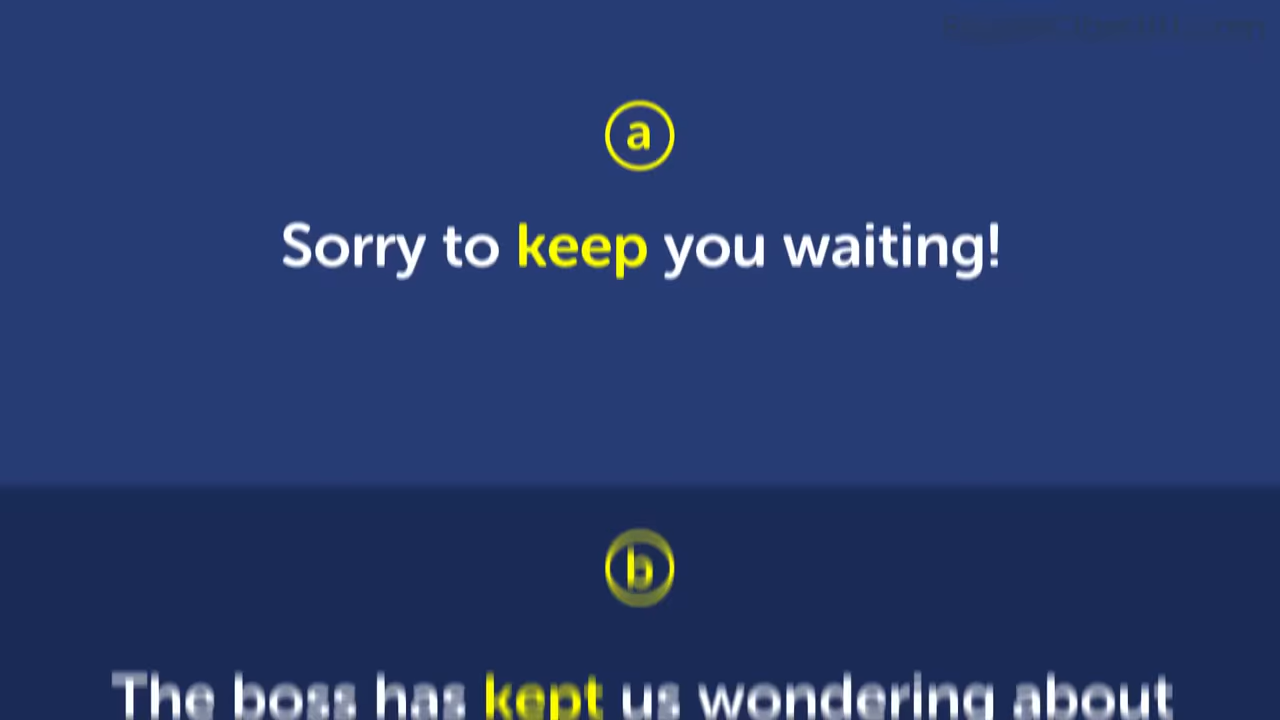 a
Sorry to keep you waiting!
b
The boss has kept us wondering about